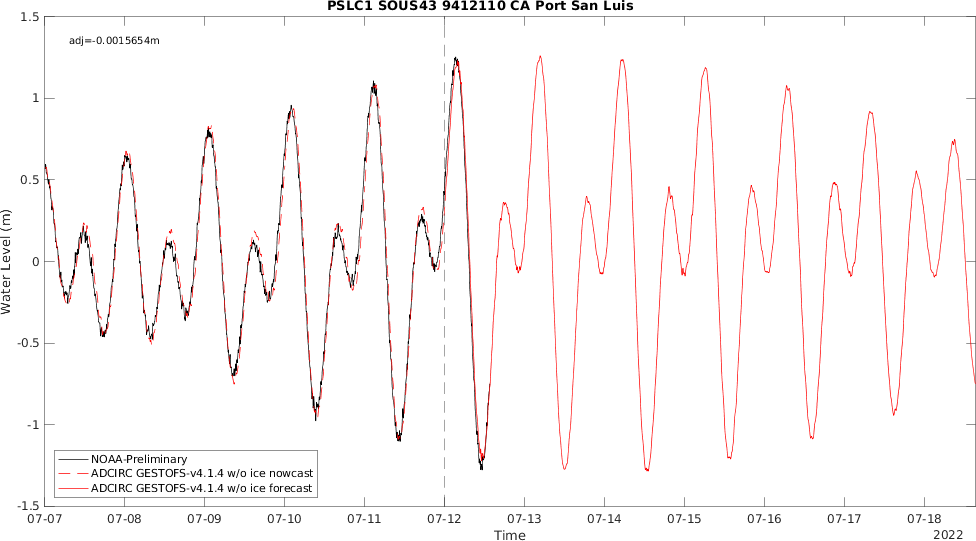 PSLC1 SOUS43 9412110 CA Port San Luis
adj=-0.0015654m
1.5
1
0.5
0
-0.5
-1
-1.5
Water Level (m)
NOAA-Preliminary
ADCIRC GESTOFS-v4.1.4 w/o ice nowcast
ADCIRC GESTOFS-v4.1.4 w/o ice forecast
07-07 07-08 07-09 07-10 07-11 07-12 07-13 07-14 07-15 07-16 07-17 07-18
Time
2022